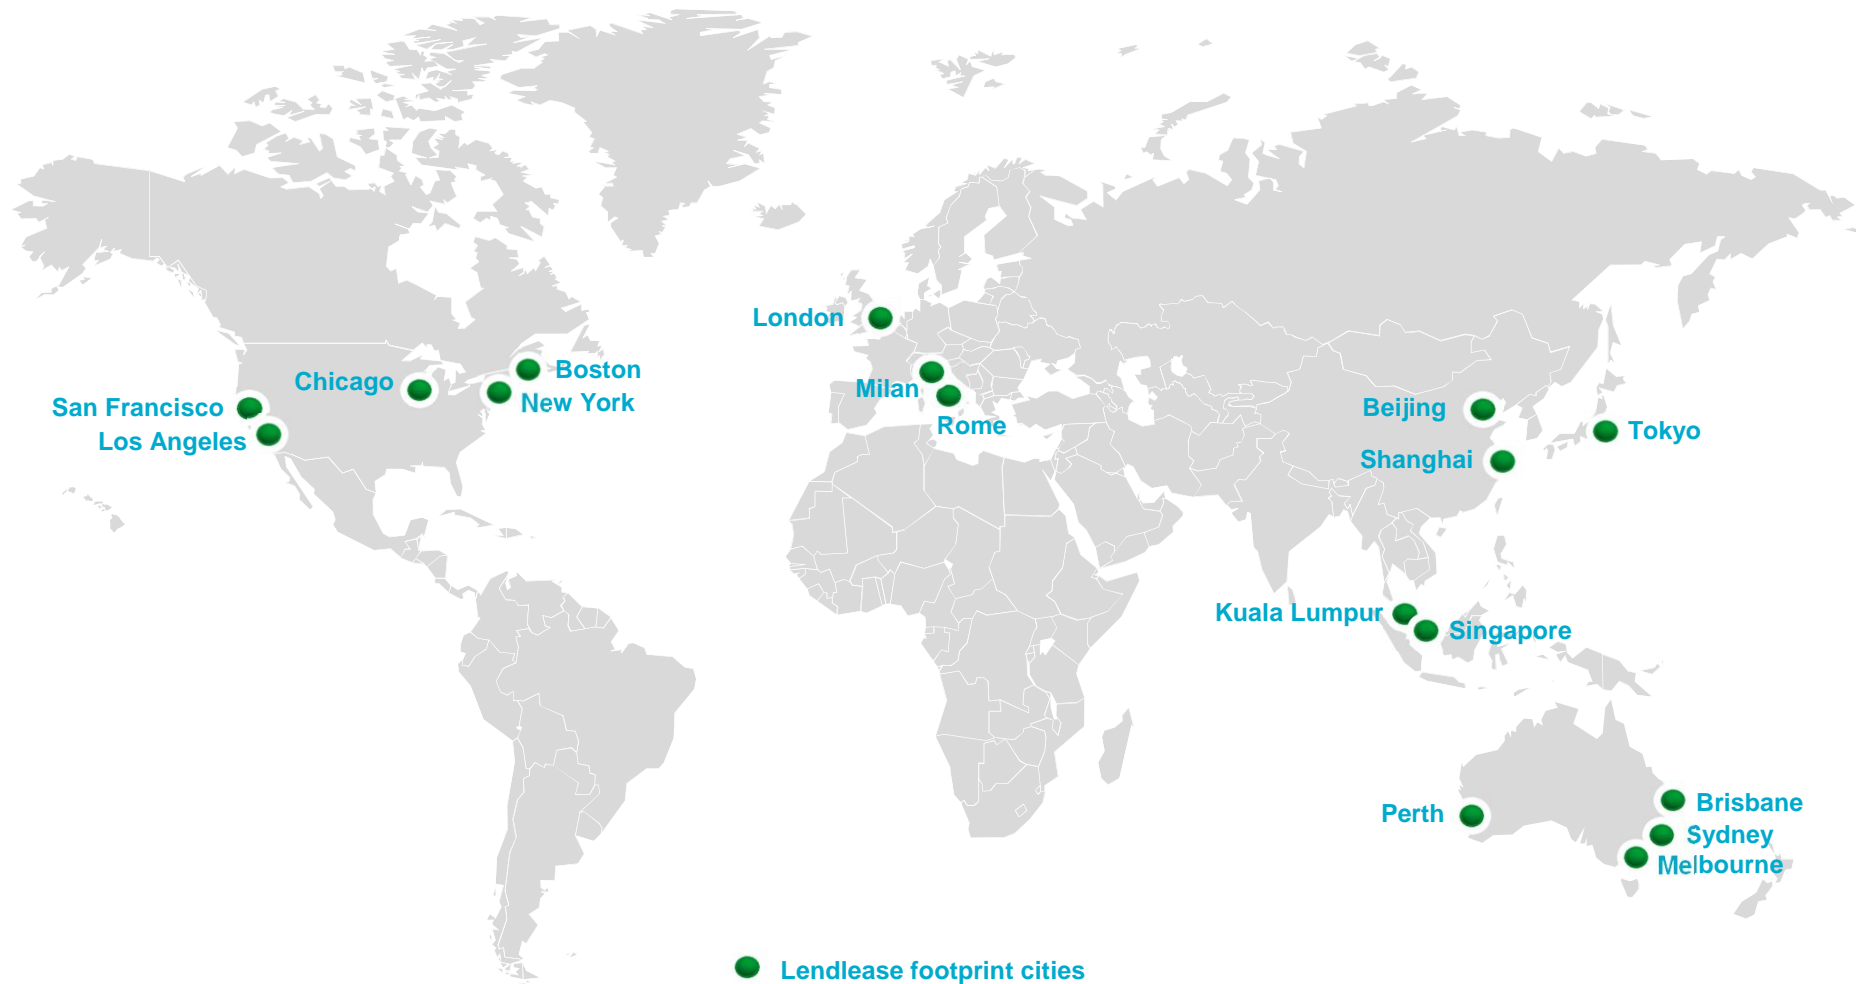 London
Boston
Chicago
Milan
New York
San Francisco
Beijing
Rome
Tokyo
Los Angeles
Shanghai
Kuala Lumpur
Singapore
Brisbane
Perth
Sydney
Melbourne
Lendlease footprint cities